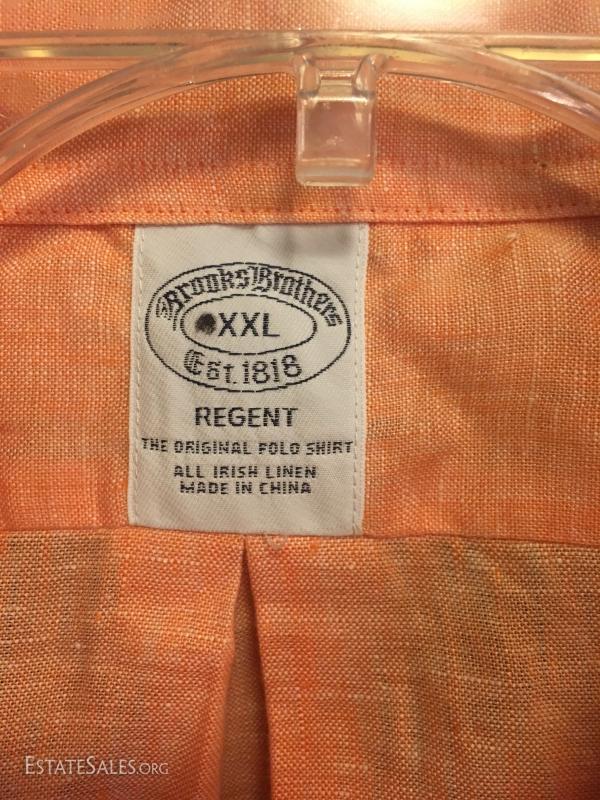 Brooks Brothers
XXL
Est. 1818
REGENT
THE ORIGINAL POLO SHIRT
ALL IRISH LINEN
MADE IN CHINA
ESTATESALES.ORG